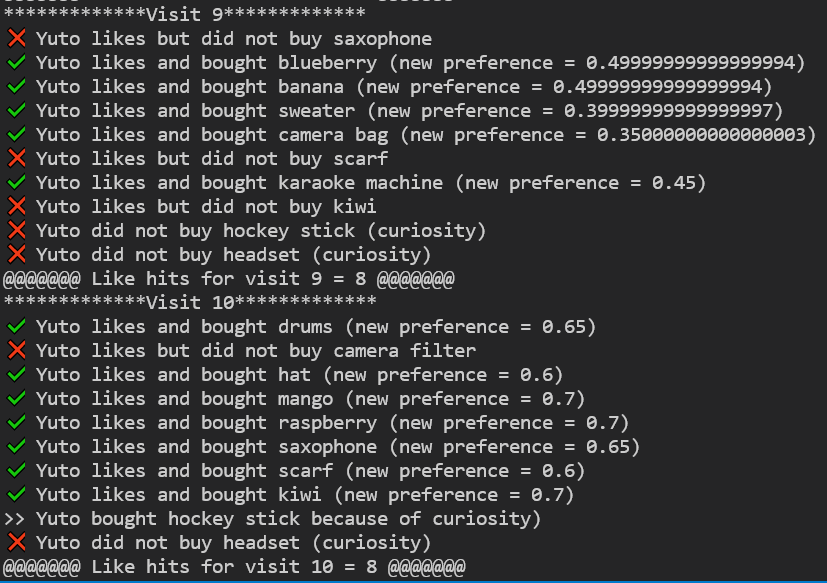 *************Visit 9*************
❌ Yuto likes but did not buy saxophone
✔ Yuto likes and bought blueberry (new preference = 0.49999999999999994)
✔ Yuto likes and bought banana (new preference = 0.49999999999999994)
✔ Yuto likes and bought sweater (new preference = 0.39999999999999997)
✔ Yuto likes and bought camera bag (new preference = 0.35000000000000003)
❌ Yuto likes but did not buy scarf
✔ Yuto likes and bought karaoke machine (new preference = 0.45)
❌ Yuto likes but did not buy kiwi
❌ Yuto did not buy hockey stick (curiosity)
❌ Yuto did not buy headset (curiosity)
@@@@@@@ Like hits for visit 9 = 8 @@@@@@@
*************Visit 10*************
✔ Yuto likes and bought drums (new preference = 0.65)
❌ Yuto likes but did not buy camera filter
✔ Yuto likes and bought hat (new preference = 0.6)
✔ Yuto likes and bought mango (new preference = 0.7)
✔ Yuto likes and bought raspberry (new preference = 0.7)
✔ Yuto likes and bought saxophone (new preference = 0.65)
✔ Yuto likes and bought scarf (new preference = 0.6)
✔ Yuto likes and bought kiwi (new preference = 0.7)
>> Yuto bought hockey stick because of curiosity)
❌ Yuto did not buy headset (curiosity)
@@@@@@@ Like hits for visit 10 = 8 @@@@@@@